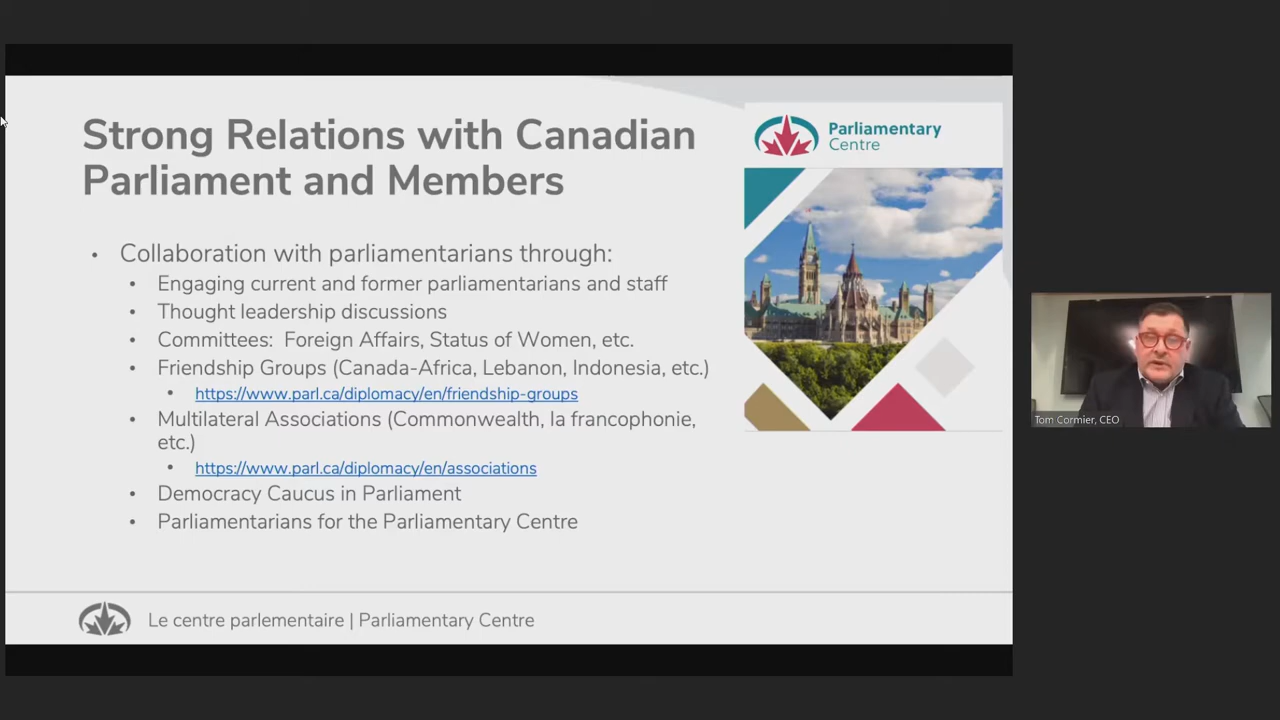 Strong Relations with Canadian
Parliament and Members
Parliamentary
Centre
• Collaboration with parliamentarians through:
• Engaging current and former parliamentarians and staff
• Thought leadership discussions
• Committees: Foreign Affairs, Status of Women, etc.
• Friendship Groups (Canada-Africa, Lebanon, Indonesia, etc.)
• https://www.parl.ca/diplomacy/en/friendship-groups
• Multilateral Associations (Commonwealth, la francophonie,
etc.)
• https://www.parl.ca/diplomacy/en/associations
• Democracy Caucus in Parliament
• Parliamentarians for the Parliamentary Centre
Le centre parlementaire | Parliamentary Centre
Tom Cormier, CEO